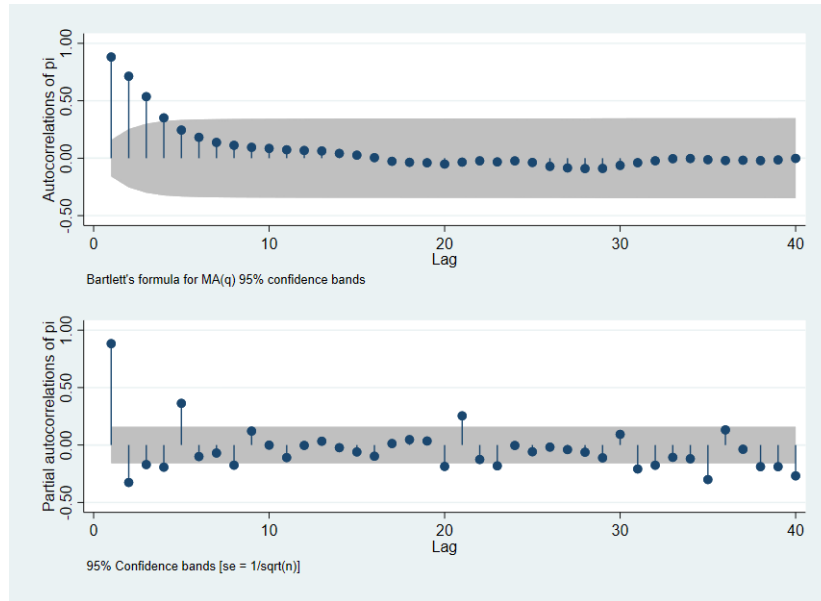 Autocorrelations of pi
1.00
0.50
0.00
-0.50
0 10 20 30 40
Lag
Bartlett's formula for MA(q) 95% confidence bands
Partial autocorrelations of pi
1.00
0.50
0.00
-0.50
0 10 20 30 40
Lag
95% Confidence bands [se = 1/sqrt(n)]